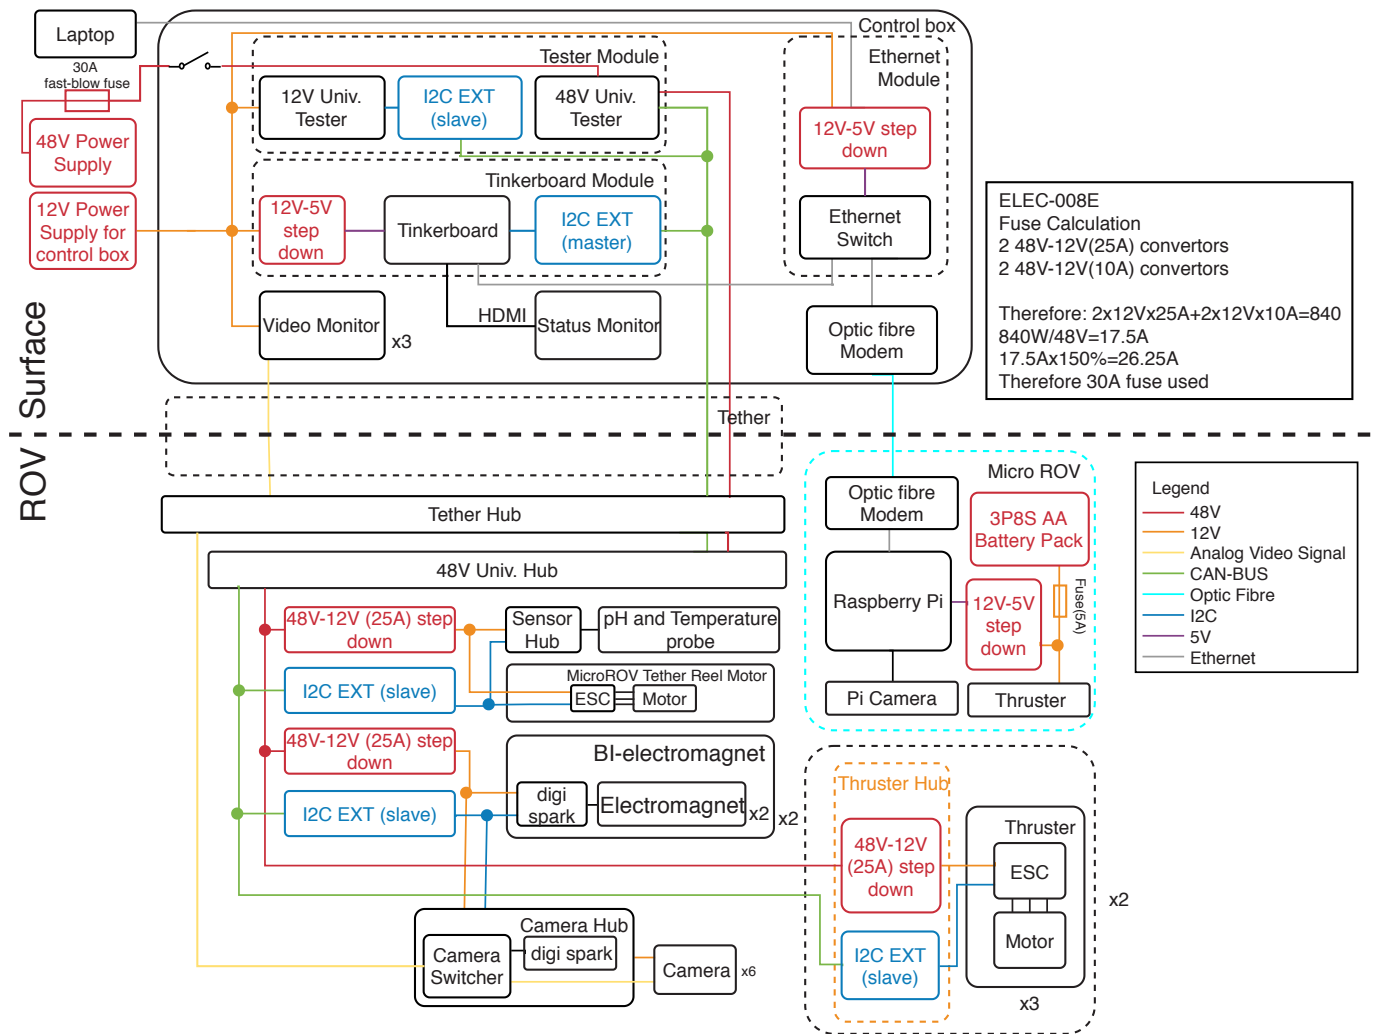 Laptop
30A
fast-blow fuse
48V Power
Supply
12V Power
Supply for
control box
Control box
Tester Module
12V Univ.
Tester
I2C EXT
(slave)
48V Univ.
Tester
Ethernet
Module
12V-5V step
down
Ethernet
Switch
Tinkerboard Module
12V-5V
step
down
Tinkerboard
I2C EXT
(master)
Video Monitor
x3
HDMI
Status Monitor
Optic fibre
Modem
ELEC-008E
Fuse Calculation
2 48V-12V(25A) convertors
2 48V-12V(10A) convertors
Therefore: 2x12Vx25A+2x12Vx10A=840
840W/48V=17.5A
17.5Ax150%=26.25A
Therefore 30A fuse used
Surface
ROV
Tether
Tether Hub
48V Univ. Hub
48V-12V (25A) step
down
Sensor
Hub
pH and Temperature
probe
I2C EXT (slave)
MicroROV Tether Reel Motor
ESC
Motor
48V-12V (25A) step
down
I2C EXT (slave)
BI-electromagnet
digi
spark
Electromagnet
x2
x2
Camera Hub
Camera
Switcher
digi spark
Camera
x6
Micro ROV
Optic fibre
Modem
3P8S AA
Battery Pack
Raspberry Pi
12V-5V
step
down
Fuse(5A)
Pi Camera
Thruster
Legend
48V
12V
Analog Video Signal
CAN-BUS
Optic Fibre
I2C
5V
Ethernet
Thruster Hub
48V-12V
(25A) step
down
I2C EXT
(slave)
Thruster
ESC
Motor
x3
x2